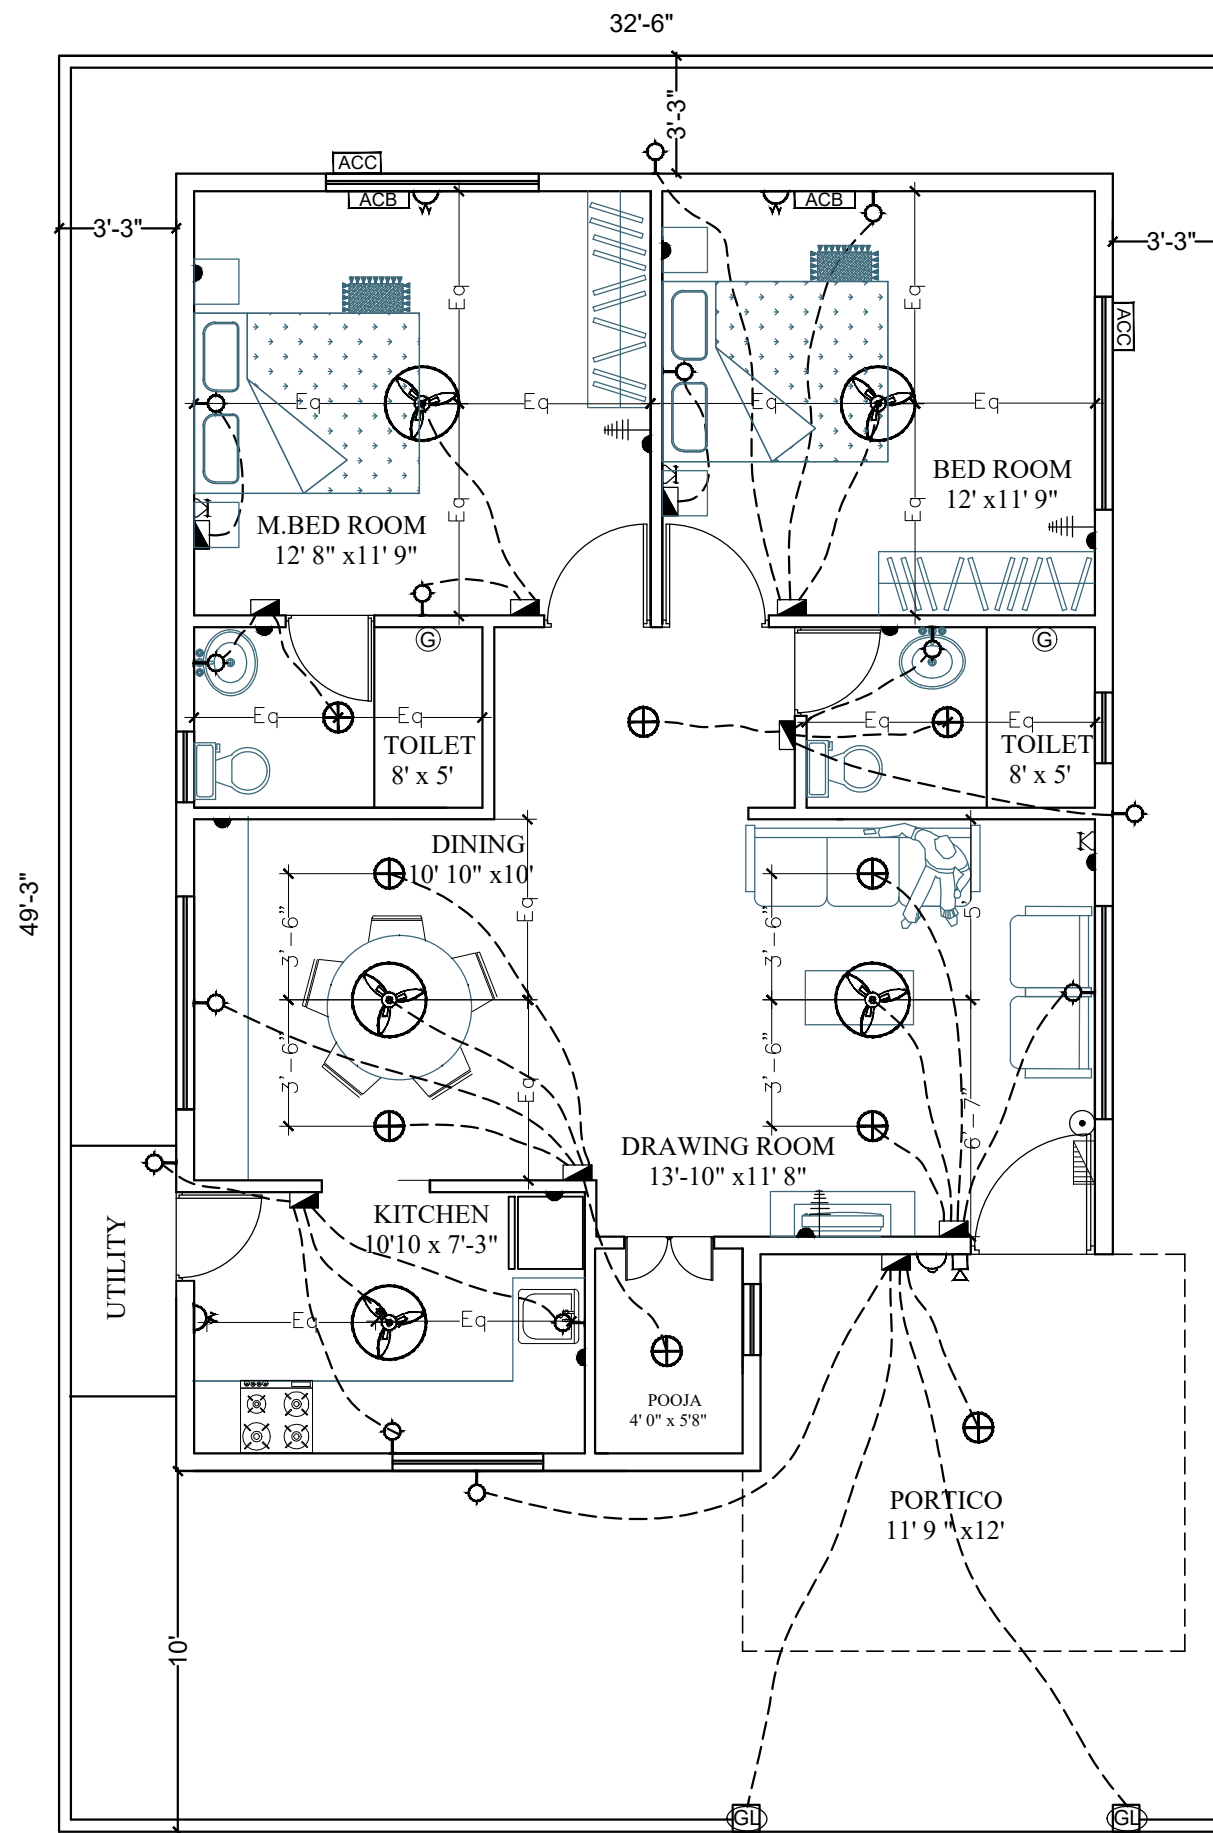 32'-6"
3'-3"
ACC
ACB
ACB
3'-3"
3'-3"
ACC
Eq
Eq
Eq
Eq
Eq
Eq
BED ROOM
12' x11' 9"
Eq
Eq
M.BED ROOM
12' 8" x11' 9"
G
G
Eq
Eq
Eq
Eq
TOILET
8' x 5'
TOILET
8' x 5'
DINING
10' 10" x10'
49'-3"
Eq
5'
3'-6"
3'-6"
3'-6"
3'-6"
Eq
6'-7"
DRAWING ROOM
13'-10" x11' 8"
KITCHEN
10'10 x 7'-3"
UTILITY
Eq
Eq
POOJA
4' 0" x 5'8"
PORTICO
11' 9 " x12'
10'
GL
GL